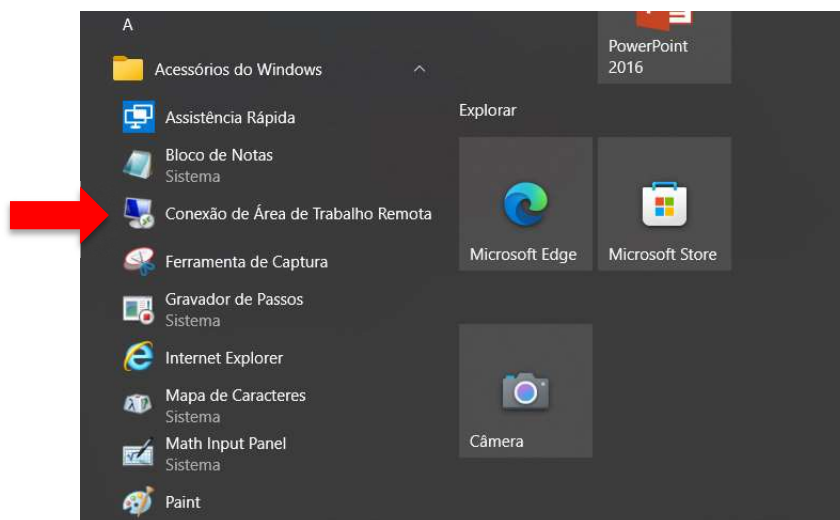 A
Acessórios do Windows
Assistência Rápida
Bloco de Notas
Sistema
Conexão de Área de Trabalho Remota
Ferramenta de Captura
Gravador de Passos
Sistema
Internet Explorer
Mapa de Caracteres
Sistema
Math Input Panel
Sistema
Paint
PowerPoint
2016
Explorar
Microsoft Edge
Microsoft Store
Câmera